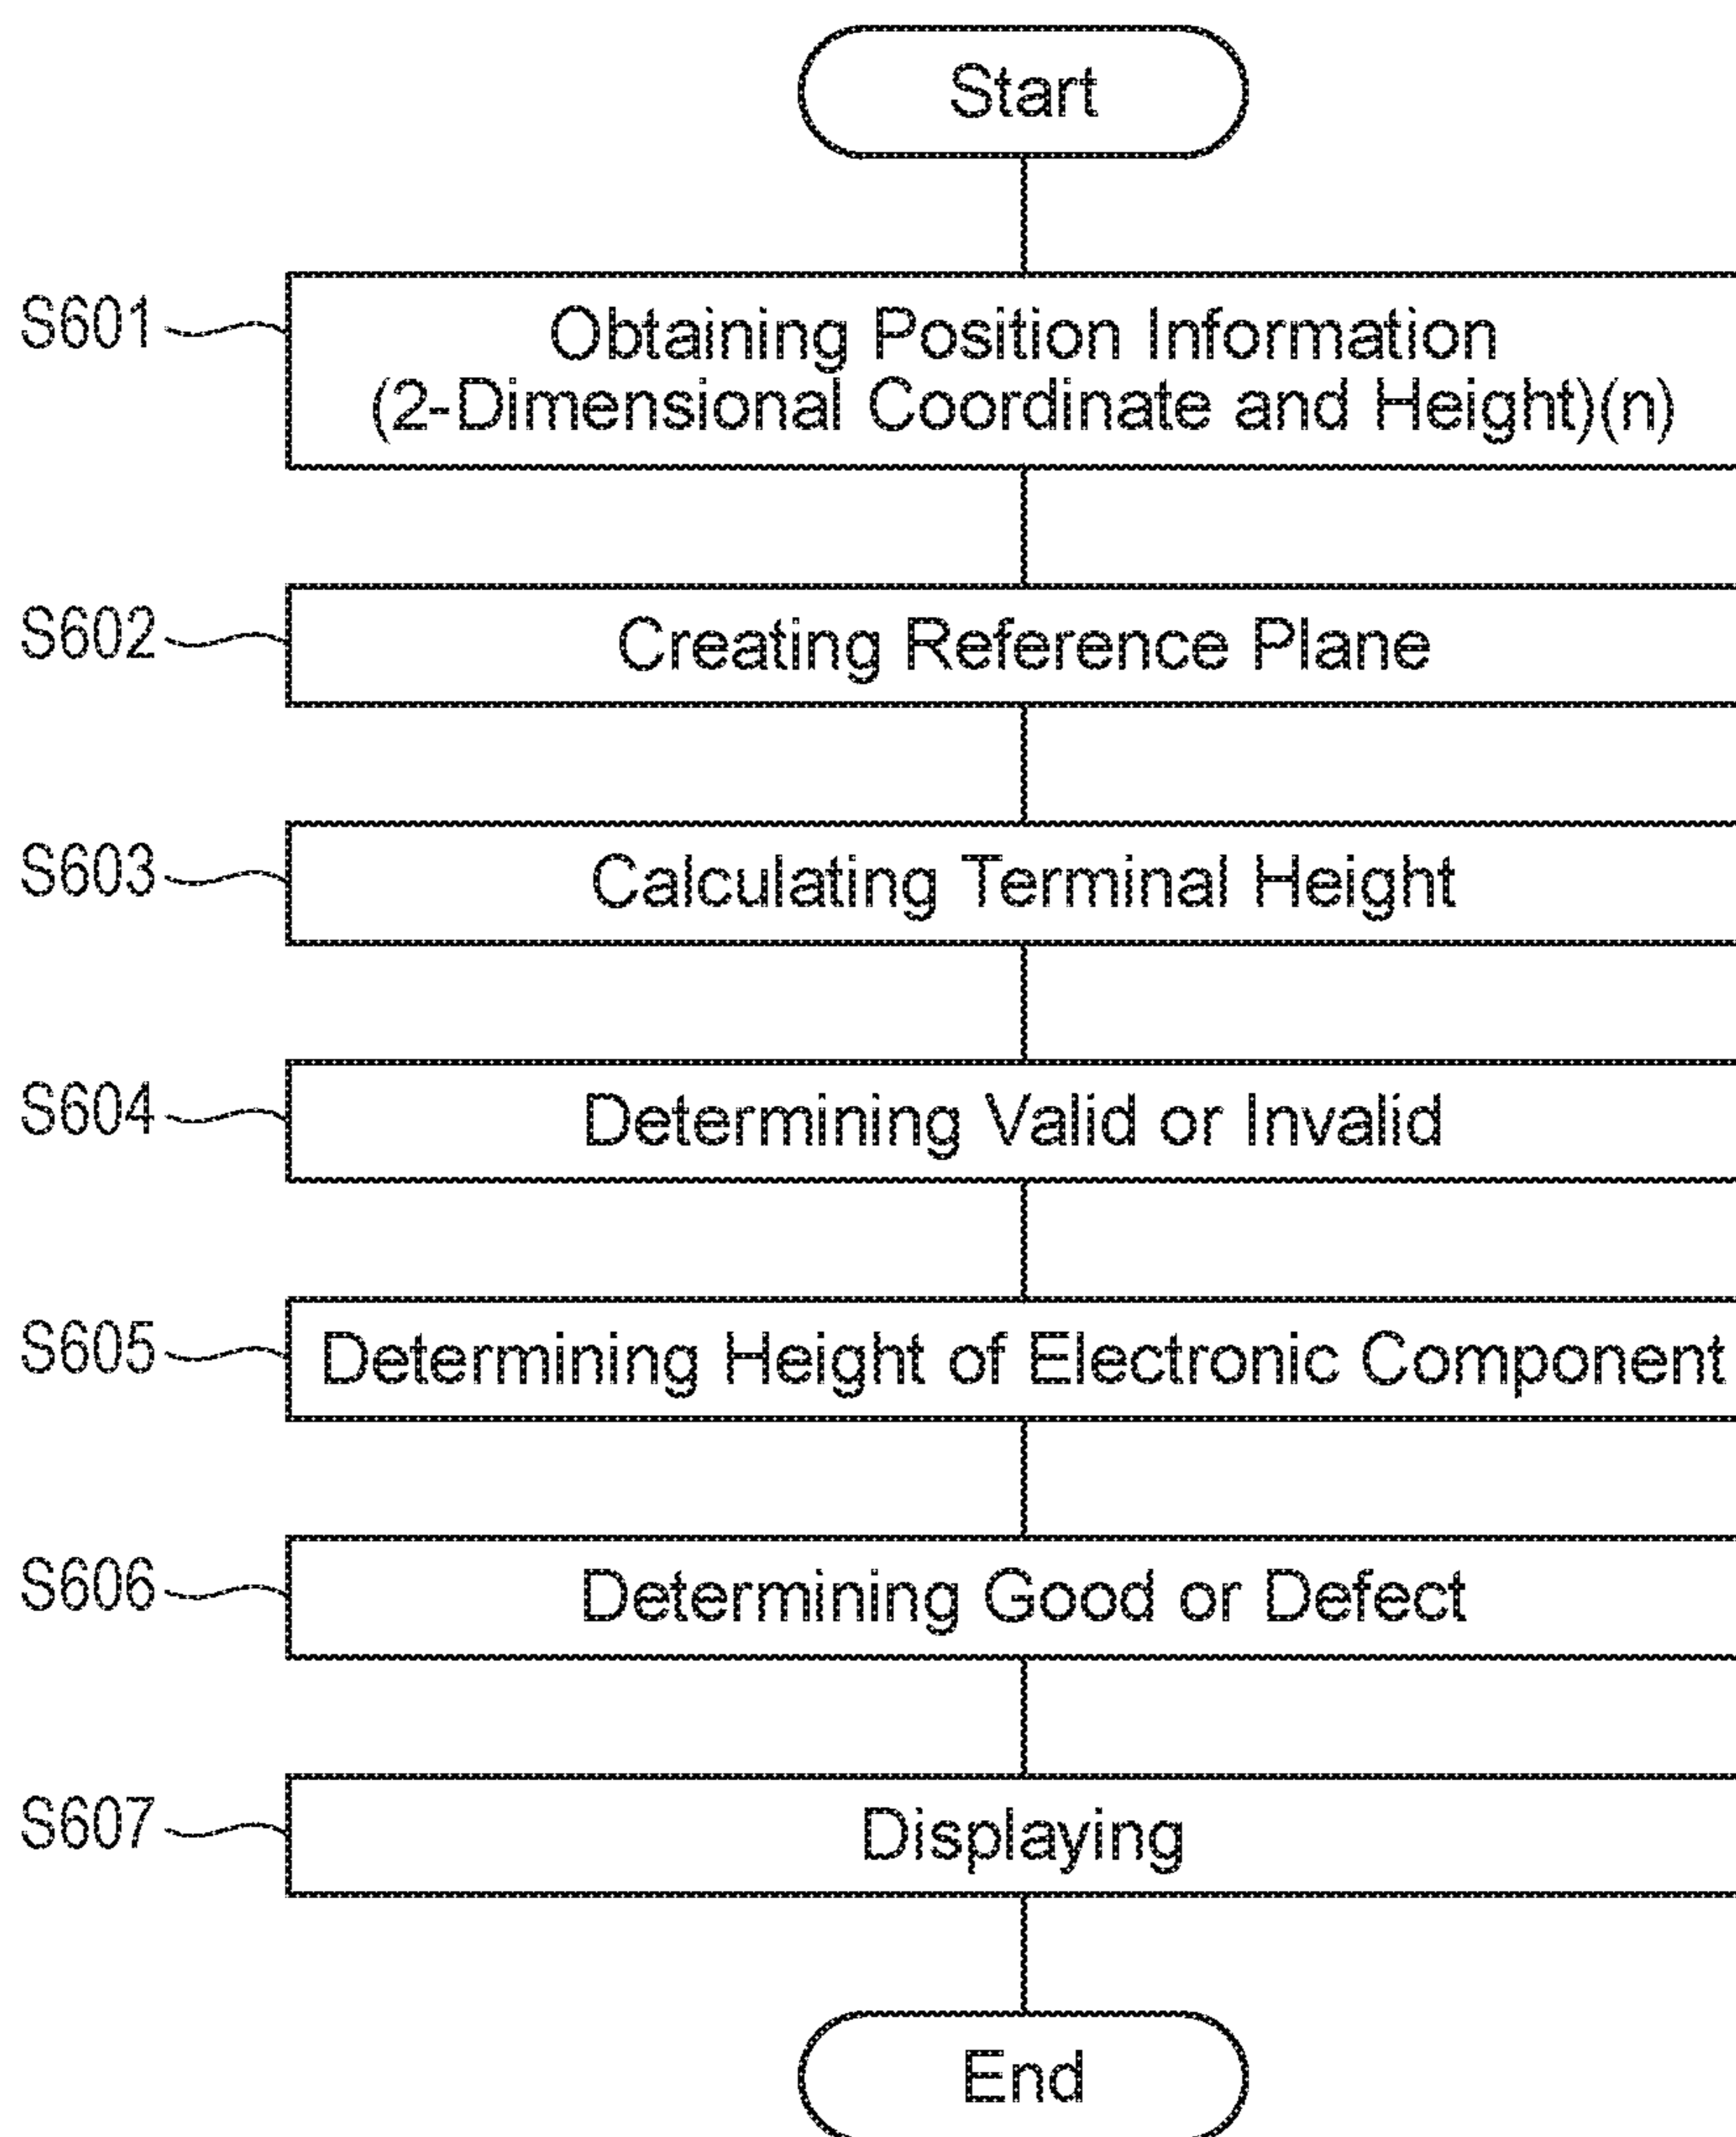 Start
S601
Obtaining Position Information
(2-Dimensional Coordinate and Height)(n)
S602
Creating Reference Plane
S603
Calculating Terminal Height
S604
Determining Valid or Invalid
S605
Determining Height of Electronic Component
S606
Determining Good or Defect
S607
Displaying
End